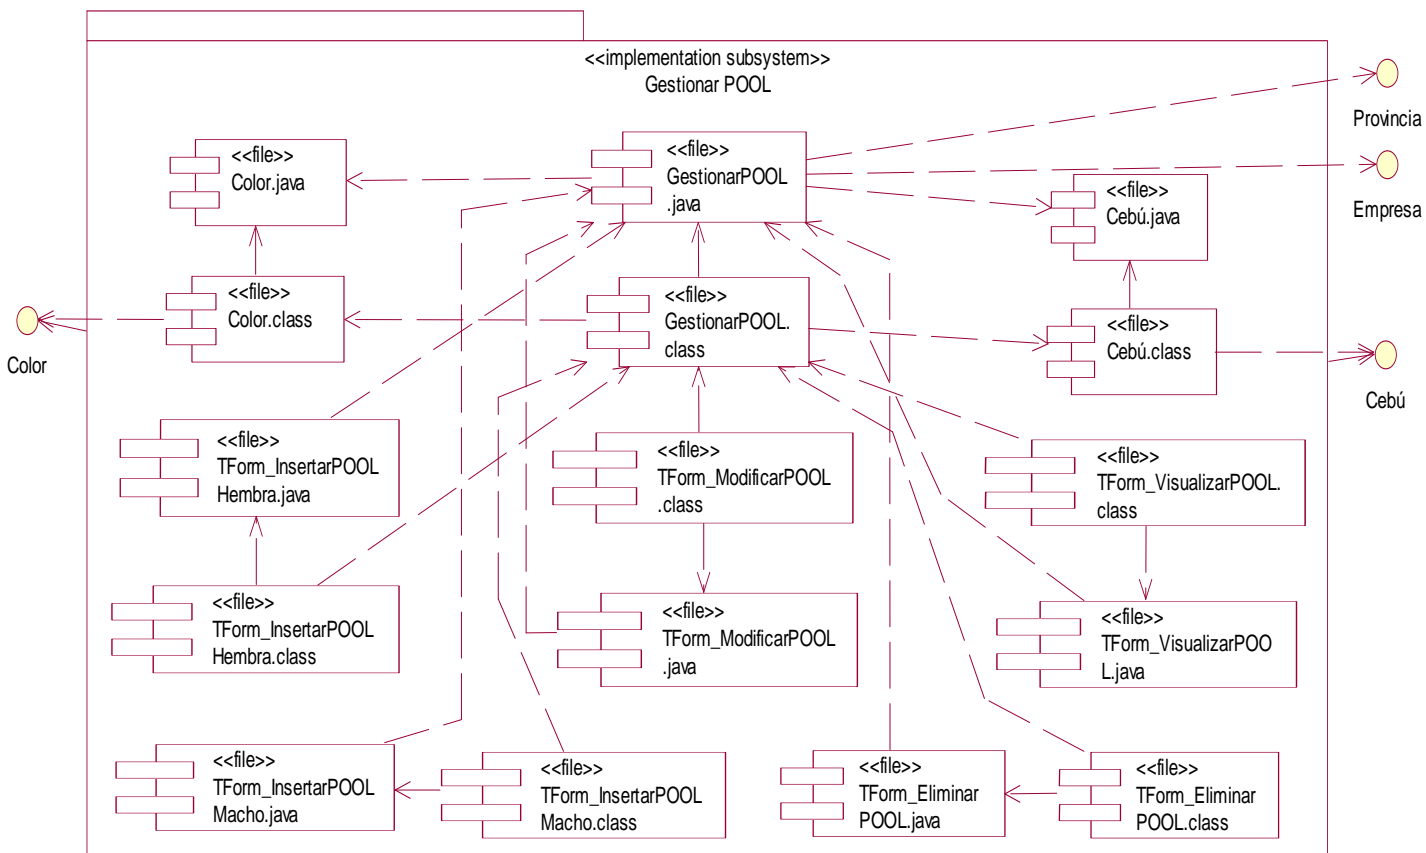 <<implementation subsystem>>
Gestionar POOL
Provincia
<<file>>
Color.java
<<file>>
GestionarPOOL
.java
<<file>>
Cebú.java
Empresa
<<file>>
Color.class
<<file>>
GestionarPOOL.
class
<<file>>
Cebú.class
Color
Cebú
<<file>>
TForm_InsertarPOOL
Hembra.java
<<file>>
TForm_ModificarPOOL
.class
<<file>>
TForm_VisualizarPOOL.
class
<<file>>
TForm_InsertarPOOL
Hembra.class
<<file>>
TForm_ModificarPOOL
.java
<<file>>
TForm_VisualizarPOO
L.java
<<file>>
TForm_InsertarPOOL
Macho.java
<<file>>
TForm_InsertarPOOL
Macho.class
<<file>>
TForm_Eliminar
POOL.java
<<file>>
TForm_Eliminar
POOL.class